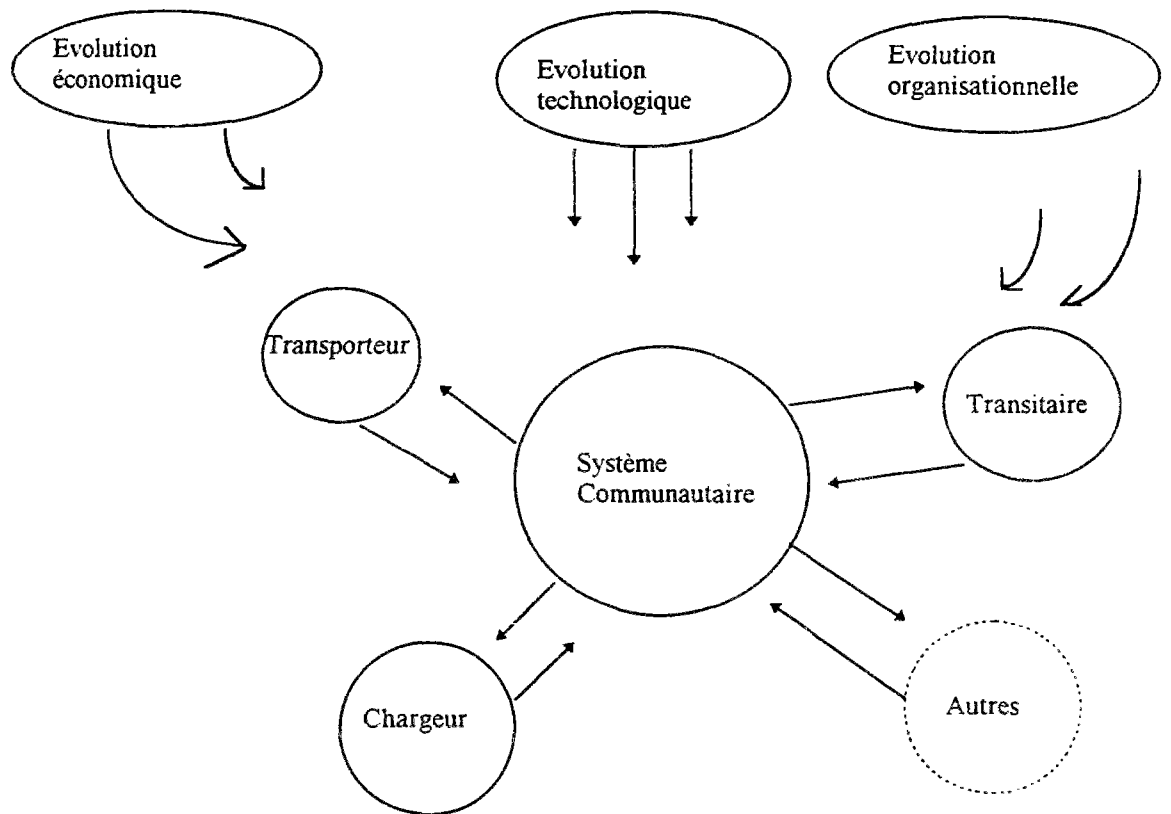 Evolution
économique
Evolution
technologique
Evolution
organisationnelle
Transporteur
Transitaire
Système
Communautaire
Chargeur
Autres